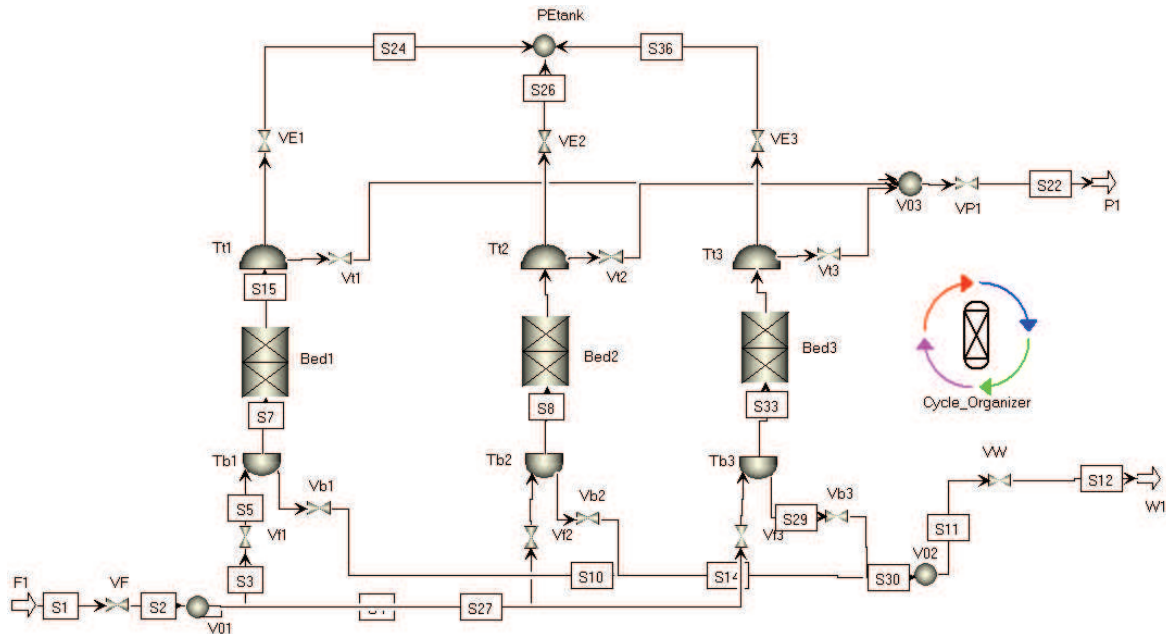 PEtank
S24
S36
S26
VE1
VE2
VE3
S22
V03
VP1
P1
Tt1
Tt2
Tt3
Vt1
Vt2
Vt3
S15
Bed1
Bed2
Bed3
Cycle_Organizer
S7
S8
S33
Tb1
Tb2
Tb3
VW
Vb1
Vb2
Vb3
S12
W1
S5
S29
S11
Vf1
Vf2
Vf3
V02
F1
VF
S3
S10
S14
S30
S1
S2
S27
V01